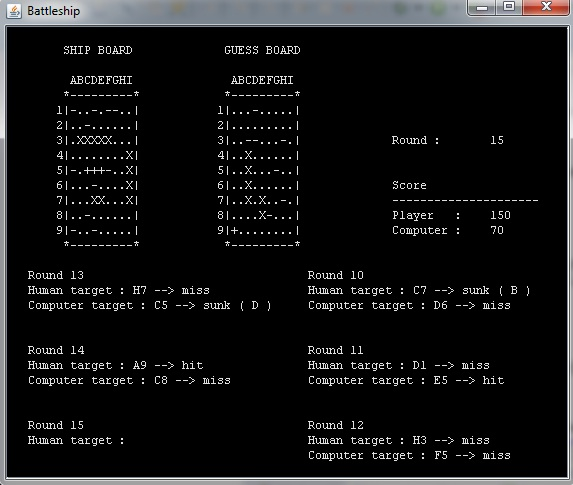 Battleship
SHIP BOARD GUESS BOARD
ABCDEFGHI ABCDEFGHI
*---------* *---------*
1|-..-.--..| 1|...-.....|
2|..-......| 2|.........|
3|.XXXXX...| 3|..--...-.| Round : 15
4|........X| 4|..X......|
5|-.+++-..X| 5|..X...-..|
6|...-....X| 6|..X......| Score
7|...XX...X| 7|..X.X..-.| ----------------------
8|..-......| 8|....X-...| Player : 150
9|-..-.....| 9|+........| Computer : 70
*---------* *---------*
Round 13 Round 10
Human target : H7 --> miss Human target : C7 --> sunk ( B )
Computer target : C5 --> sunk ( D ) Computer target : D6 --> miss
Round 14 Round 11
Human target : A9 --> hit Human target : D1 --> miss
Computer target : C8 --> miss Computer target : E5 --> hit
Round 15 Round 12
Human target : Human target : H3 --> miss
Computer target : F5 --> miss